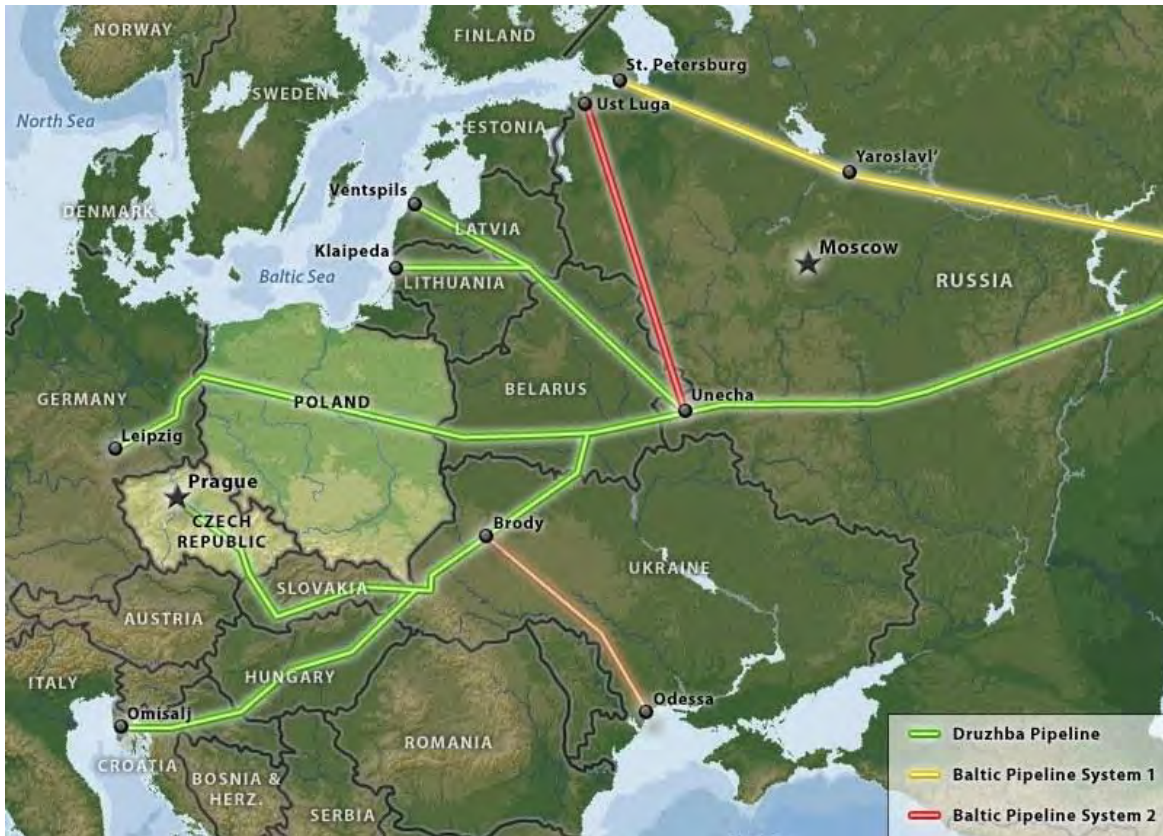 NORWAY
FINLAND
St. Petersburg
SWEDEN
Ust Luga
North Sea
ESTONIA
Yaroslavl'
Ventspils
DENMARK
LATVIA
Klaipeda
Moscow
Baltic Sea
LITHUANIA
RUSSIA
BELARUS
Unecha
GERMANY
POLAND
Leipzig
Prague
CZECH
REPUBLIC
Brody
UKRAINE
SLOVAKIA
AUSTRIA
HUNGARY
ITALY
Omisalj
Odessa
ROMANIA
CROATIA
BOSNIA &
HERZ.
SERBIA
Druzhba Pipeline
Baltic Pipeline System 1
Baltic Pipeline System 2